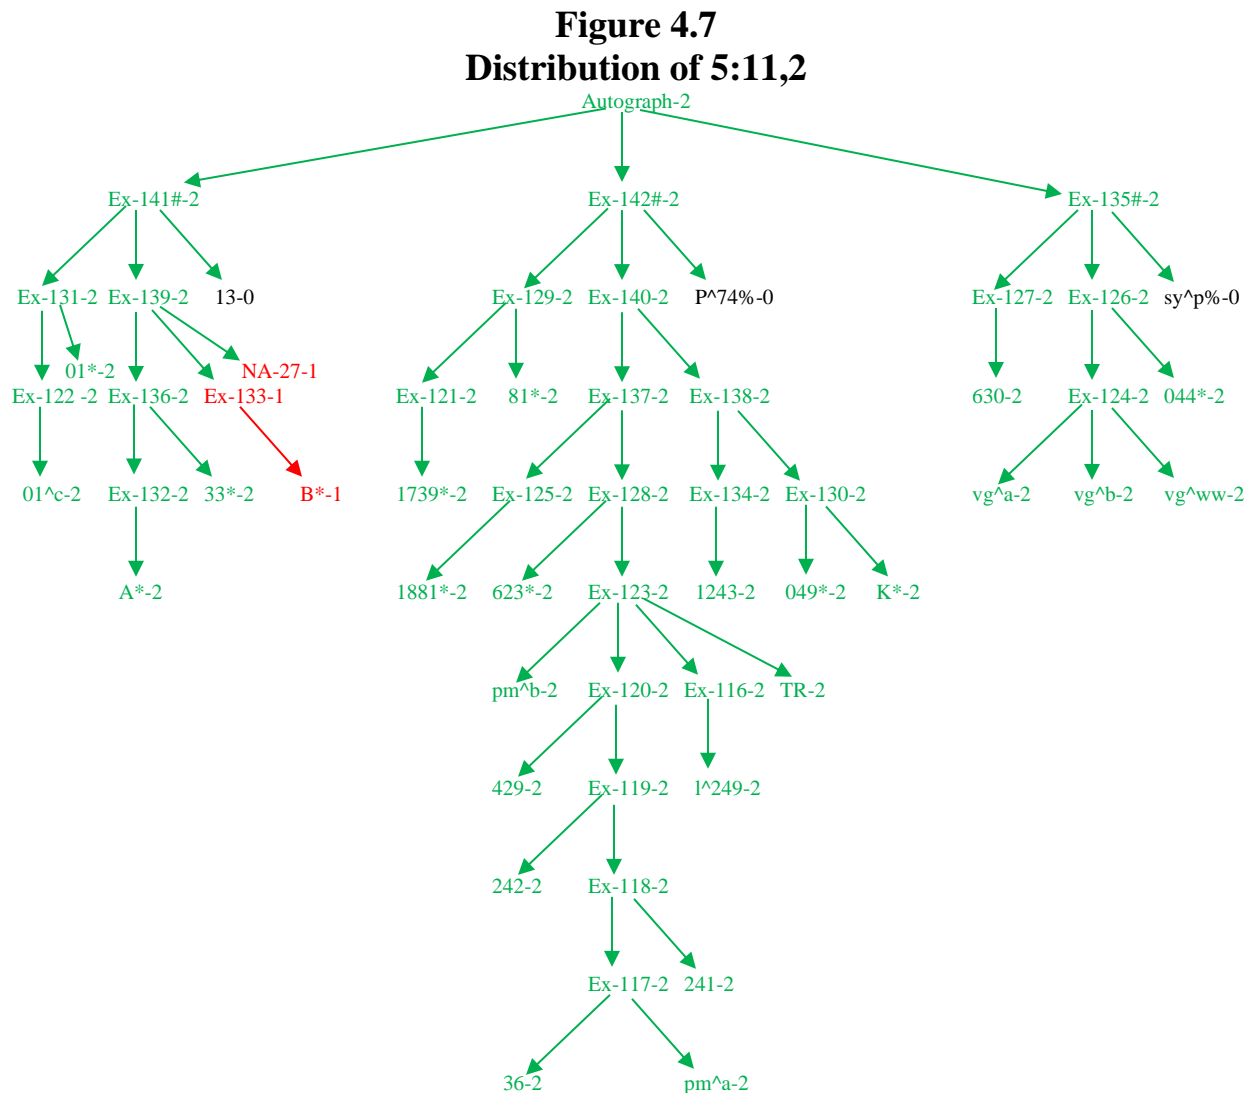 Figure 4.7
Distribution of 5:11,2
Autograph-2
Ex-141#-2 Ex-142#-2 Ex-135#-2
Ex-131-2 Ex-139-2 13-0 Ex-129-2 Ex-140-2 P^74%-0 Ex-127-2 Ex-126-2 sy^p%-0
01*-2 NA-27-1
Ex-122 -2 Ex-136-2 Ex-133-1 Ex-121-2 81*-2 Ex-137-2 Ex-138-2 630-2 Ex-124-2 044*-2
01^c-2 Ex-132-2 33*-2 B*-1 1739*-2 Ex-125-2 Ex-128-2 Ex-134-2 Ex-130-2 vg^a-2 vg^b-2 vg^ww-2
A*-2 1881*-2 623*-2 Ex-123-2 1243-2 049*-2 K*-2
pm^b-2 Ex-120-2 Ex-116-2 TR-2
429-2 Ex-119-2 l^249-2
242-2 Ex-118-2
Ex-117-2 241-2
36-2 pm^a-2